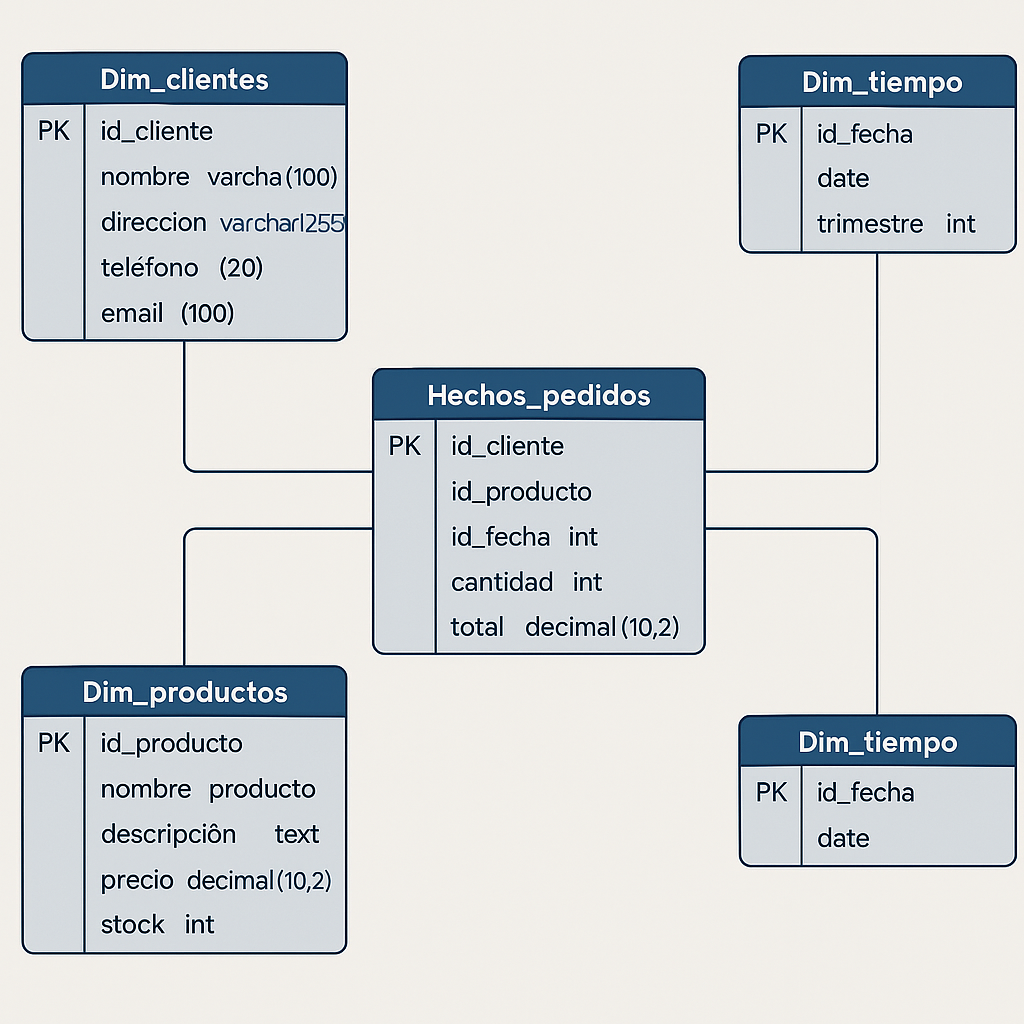 Dim_clientes
PK id_cliente
nombre varcha(100)
direccion varcharl255
teléfono (20)
email (100)
Dim_tiempo
PK id_fecha
date
trimestre int
Hechos_pedidos
PK id_cliente
id_producto
id_fecha int
cantidad int
total decimal(10,2)
Dim_productos
PK id_producto
nombre producto
descripciôn text
precio decimal(10,2)
stock int
Dim_tiempo
PK id_fecha
date